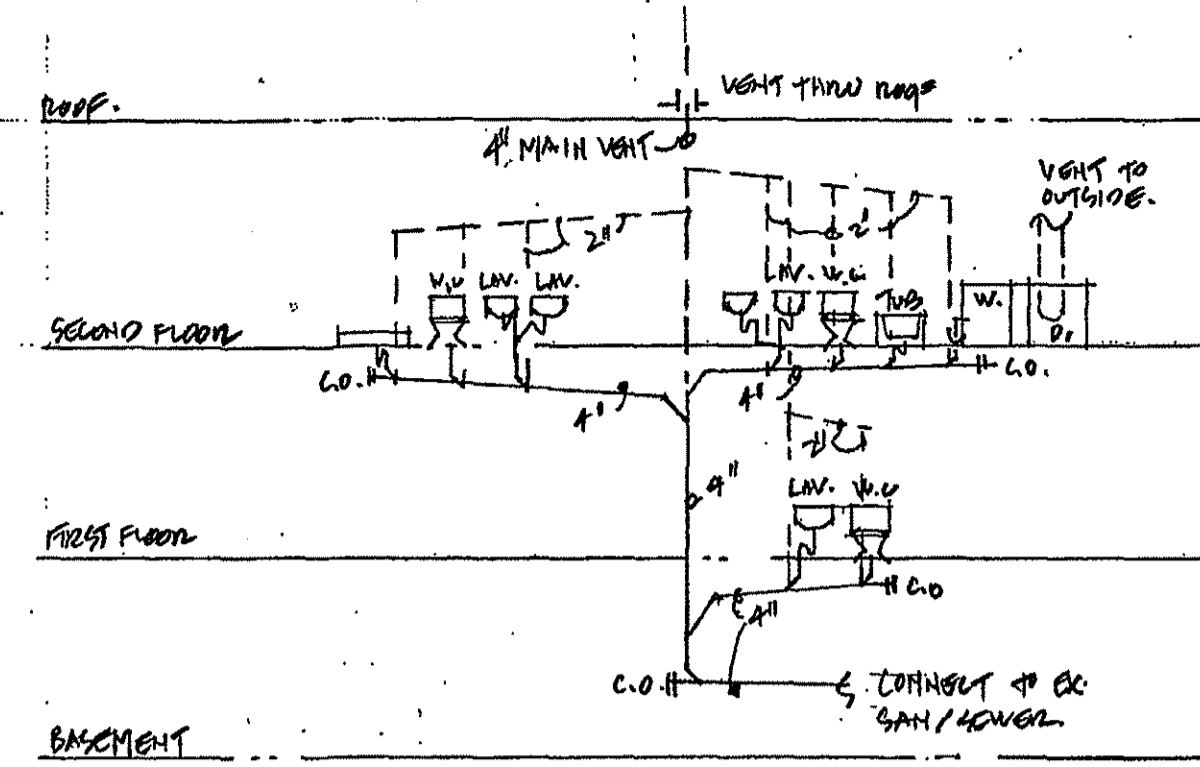 ROOF.
VENT THRU ROOF
4" MAIN VENT
VENT TO
OUTSIDE.
2"
2"
W.C
LAV.
LAV.
LAV.
W.C.
TUB
W.
D.
SECOND FLOOR
C.O.
C.O.
4"
4"
2"
4"
LAV.
W.C
FIRST FLOOR
C.O
4"
C.O.
CONNECT TO EX.
SAN/SEWER.
BASEMENT